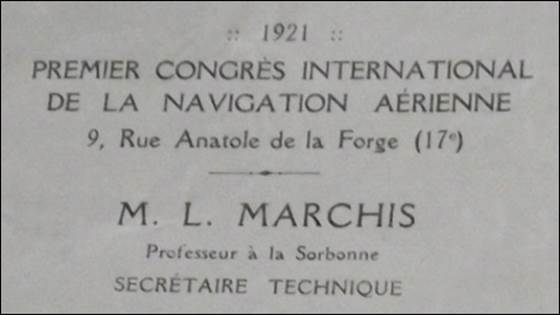 :: 1921 ::
PREMIER CONGRÈS INTERNATIONAL
DE LA NAVIGATION AÉRIENNE
9, Rue Anatole de la Forge (17e)
M. L. MARCHIS
Professeur à la Sorbonne
SECRÉTAIRE TECHNIQUE